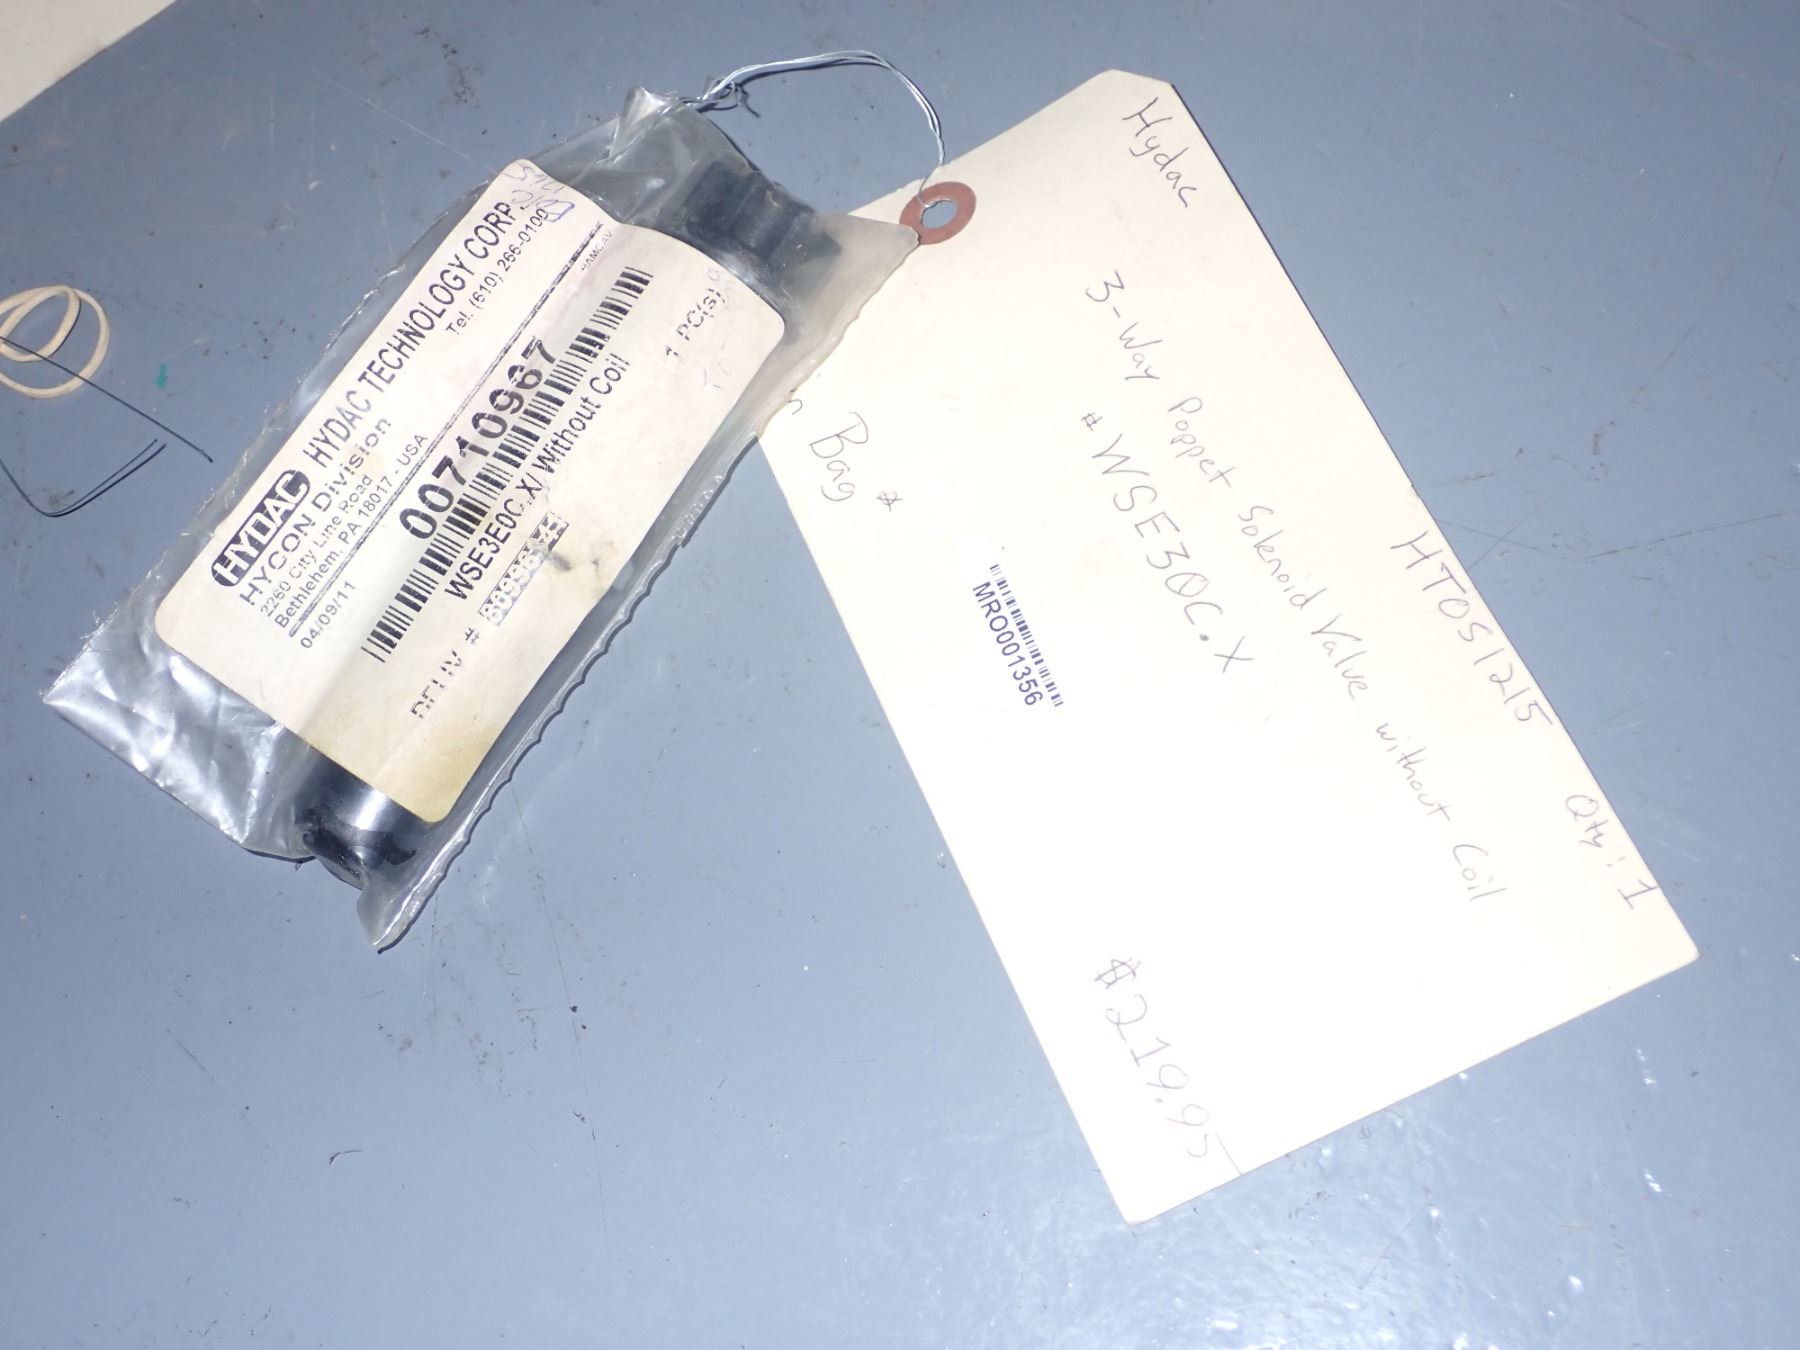 HYDAC HYDAC TECHNOLOGY CORP.
HYCON Division
Tel. (610) 266-0100
2260 City Line Road
Bethlehem, PA 18017 - USA
04/09/11
00710967
WSE3E0C.X/ Without Coil
1 PC(s)
DELIV #
Hydac
3-Way Poppet Solenoid Valve without Coil
#WSE30C.X
HTOS1215
Qty: 1
Bag #
MRO001356
$219.95